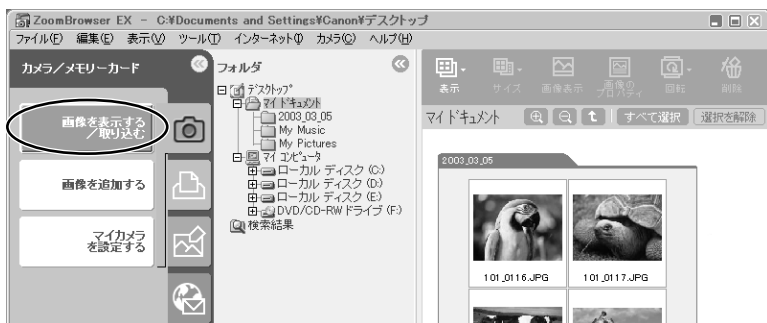 ZoomBrowser EX - C:¥Documents and Settings¥Canon¥デスクトップ
ファイル(F) 編集(E) 表示(V) ツール(T) インターネット(I) カメラ(C) ヘルプ(H)
カメラ／メモリーカード
画像を表示する
／取り込む
画像を追加する
マイカメラ
を設定する
フォルダ
デスクトップ
マイ ドキュメント
2003_03_05
My Music
My Pictures
マイ コンピュータ
ローカル ディスク (C:)
ローカル ディスク (D:)
ローカル ディスク (E:)
DVD/CD-RW ドライブ (F:)
検索結果
表示 サイズ 画像表示 画像の
プロパティ 回転 削除
マイ ドキュメント すべて選択 選択を解除
2003_03_05
101_0116.JPG 101_0117.JPG